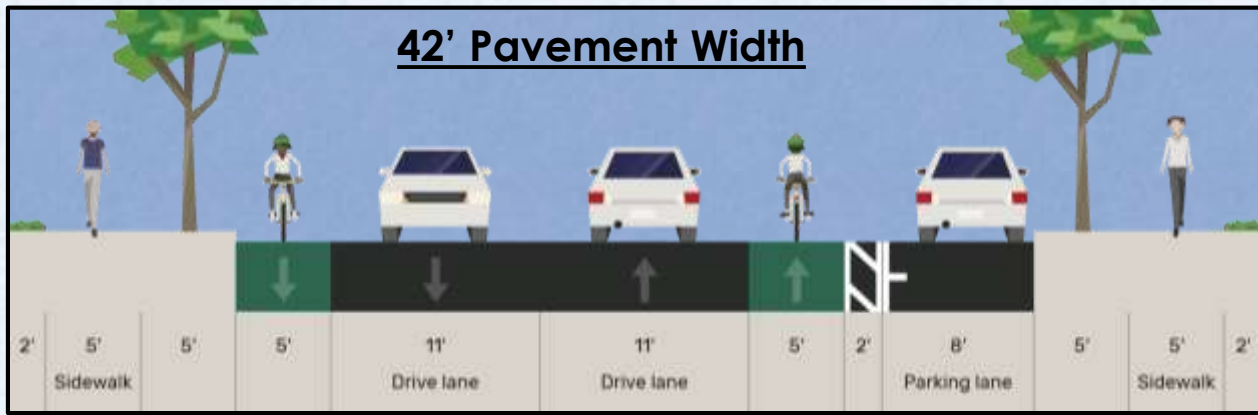 42’ Pavement Width
2' 5' 5' 5' 11' 11' 5' 2' 8' 5' 5' 2'
Sidewalk Drive lane Drive lane Parking lane Sidewalk